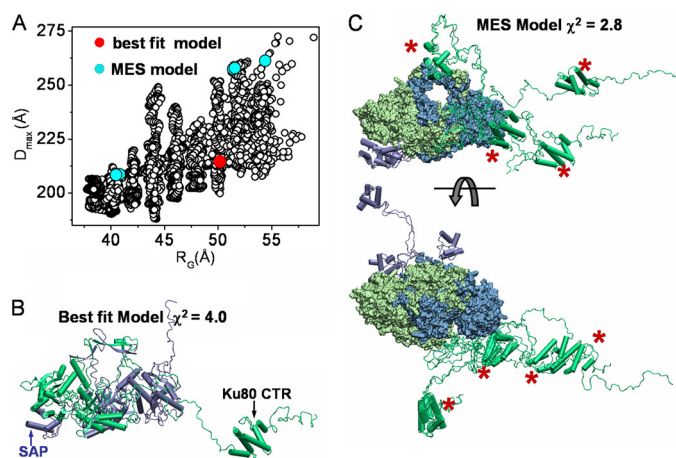 A
best fit model
MES model
D max (Å)
275
250
225
200
40
45
50
55
R G (Å)
B
Best fit Model χ² = 4.0
Ku80 CTR
SAP
C
MES Model χ² = 2.8
*
*
*
*
*
*
*
*